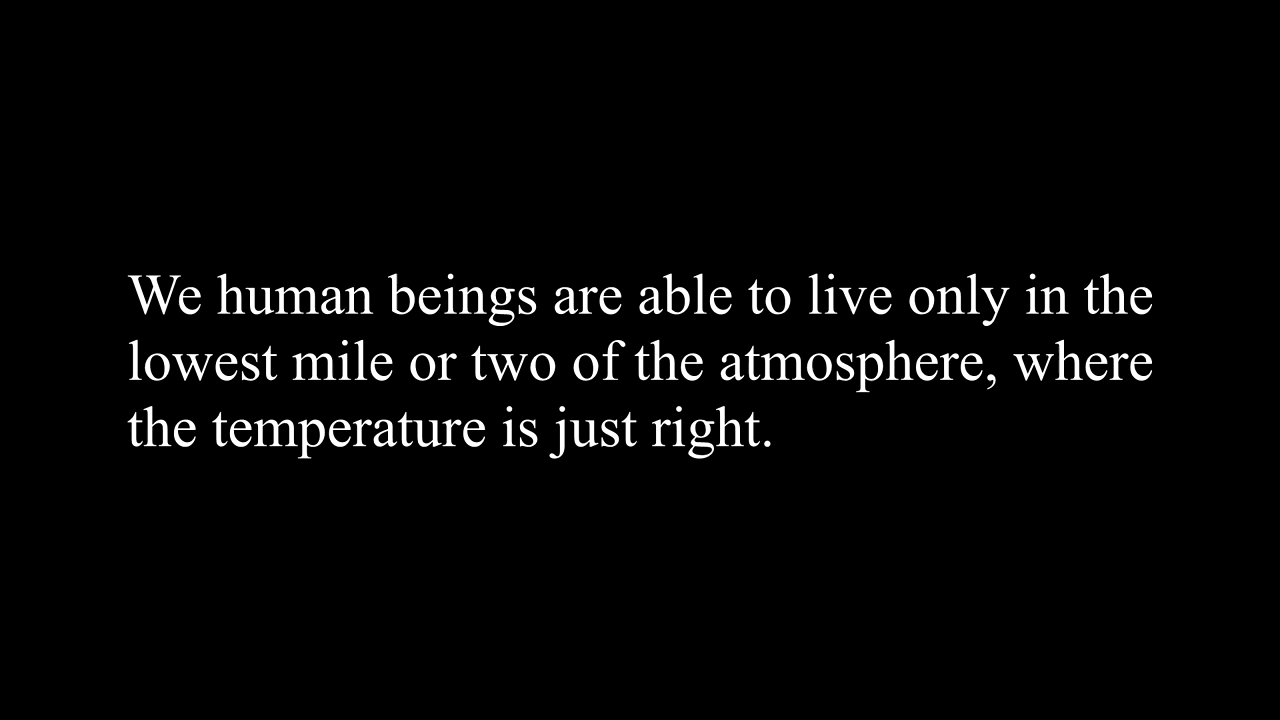 We human beings are able to live only in the
lowest mile or two of the atmosphere, where
the temperature is just right.